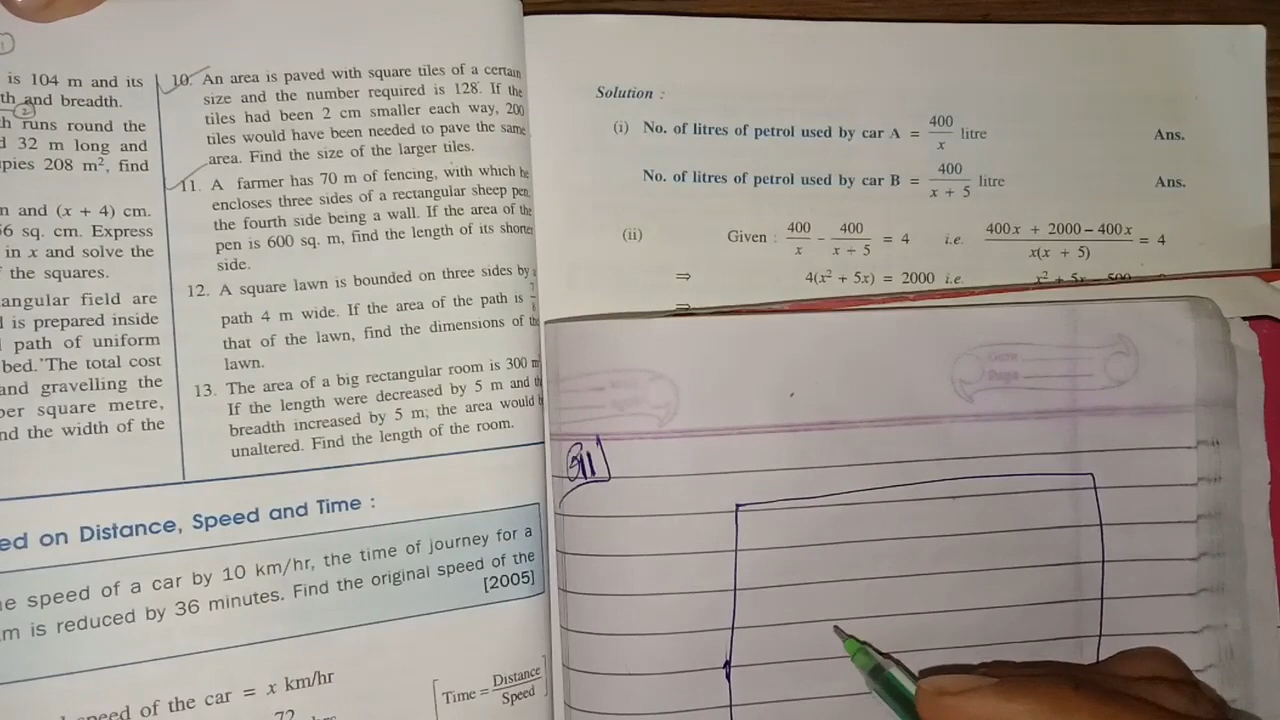 is 104 m and its
th and breadth.
2
h runs round the
d 32 m long and
pies 208 m², find
n and (x + 4) cm.
6 sq. cm. Express
in x and solve the
the squares.
angular field are
d is prepared inside
path of uniform
bed. The total cost
and gravelling the
per square metre,
nd the width of the
10. An area is paved with square tiles of a certain
size and the number required is 128. If the
tiles had been 2 cm smaller each way, 200
tiles would have been needed to pave the same
area. Find the size of the larger tiles.
11. A farmer has 70 m of fencing, with which he
encloses three sides of a rectangular sheep pen,
the fourth side being a wall. If the area of the
pen is 600 sq. m, find the length of its shorter
side.
12. A square lawn is bounded on three sides by a
path 4 m wide. If the area of the path is 7/8
that of the lawn, find the dimensions of the
lawn.
13. The area of a big rectangular room is 300 m
If the length were decreased by 5 m and th
breadth increased by 5 m; the area would b
unaltered. Find the length of the room.
ed on Distance, Speed and Time :
e speed of a car by 10 km/hr, the time of journey for a
m is reduced by 36 minutes. Find the original speed of the
[2005]
speed of the car = x km/hr
[Time = Distance/Speed]
72
Solution :
(i) No. of litres of petrol used by car A = 400/x litre Ans.
No. of litres of petrol used by car B = 400/(x + 5) litre Ans.
(ii) Given : 400/x – 400/(x + 5) = 4 i.e. (400x + 2000 – 400x)/(x(x + 5)) = 4
⇒ 4(x² + 5x) = 2000 i.e. x² + 5x – 500
⇒
Date
Page
11